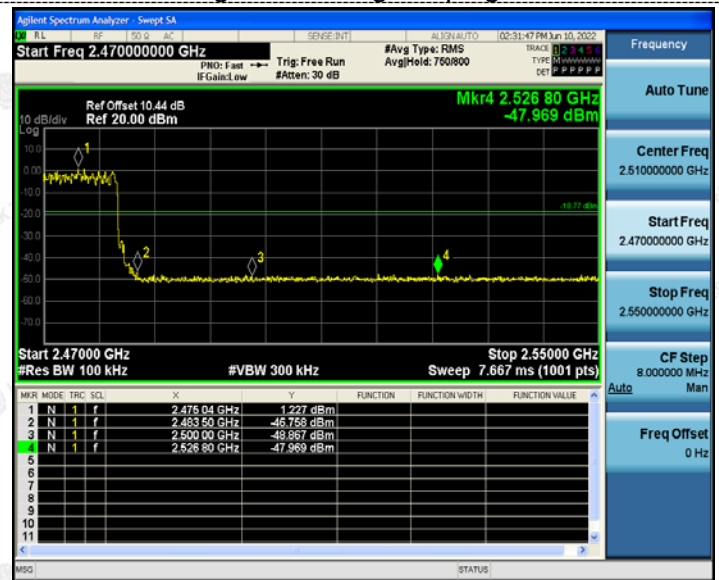 Agilent Spectrum Analyzer - Swept SA
RL RF 50 Ω AC SENSE:INT ALIGNAUTO 02:31:47 PM Jun 10, 2022
Start Freq 2.470000000 GHz
PNO: Fast
IFGain:Low
Trig: Free Run
#Atten: 30 dB
#Avg Type: RMS
Avg|Hold: 750/800
TRACE 1 2 3 4 5 6
TYPE M
DET P P P P P P
Ref Offset 10.44 dB
10 dB/div Ref 20.00 dBm
Log
Mkr4 2.526 80 GHz
-47.969 dBm
10.0
0.00
-10.0
-20.0
-30.0
-40.0
-50.0
-60.0
-70.0
1
2
3
4
Start 2.47000 GHz Stop 2.55000 GHz
#Res BW 100 kHz #VBW 300 kHz Sweep 7.667 ms (1001 pts)
MKR MODE TRC SCL X Y FUNCTION FUNCTION WIDTH FUNCTION VALUE
1 N 1 f 2.475 04 GHz 1.227 dBm
2 N 1 f 2.483 50 GHz -46.758 dBm
3 N 1 f 2.500 00 GHz -48.867 dBm
4 N 1 f 2.526 80 GHz -47.969 dBm
5
6
7
8
9
10
11
MSG STATUS
Frequency
Auto Tune
Center Freq
2.510000000 GHz
Start Freq
2.470000000 GHz
Stop Freq
2.550000000 GHz
CF Step
8.000000 MHz
Auto Man
Freq Offset
0 Hz